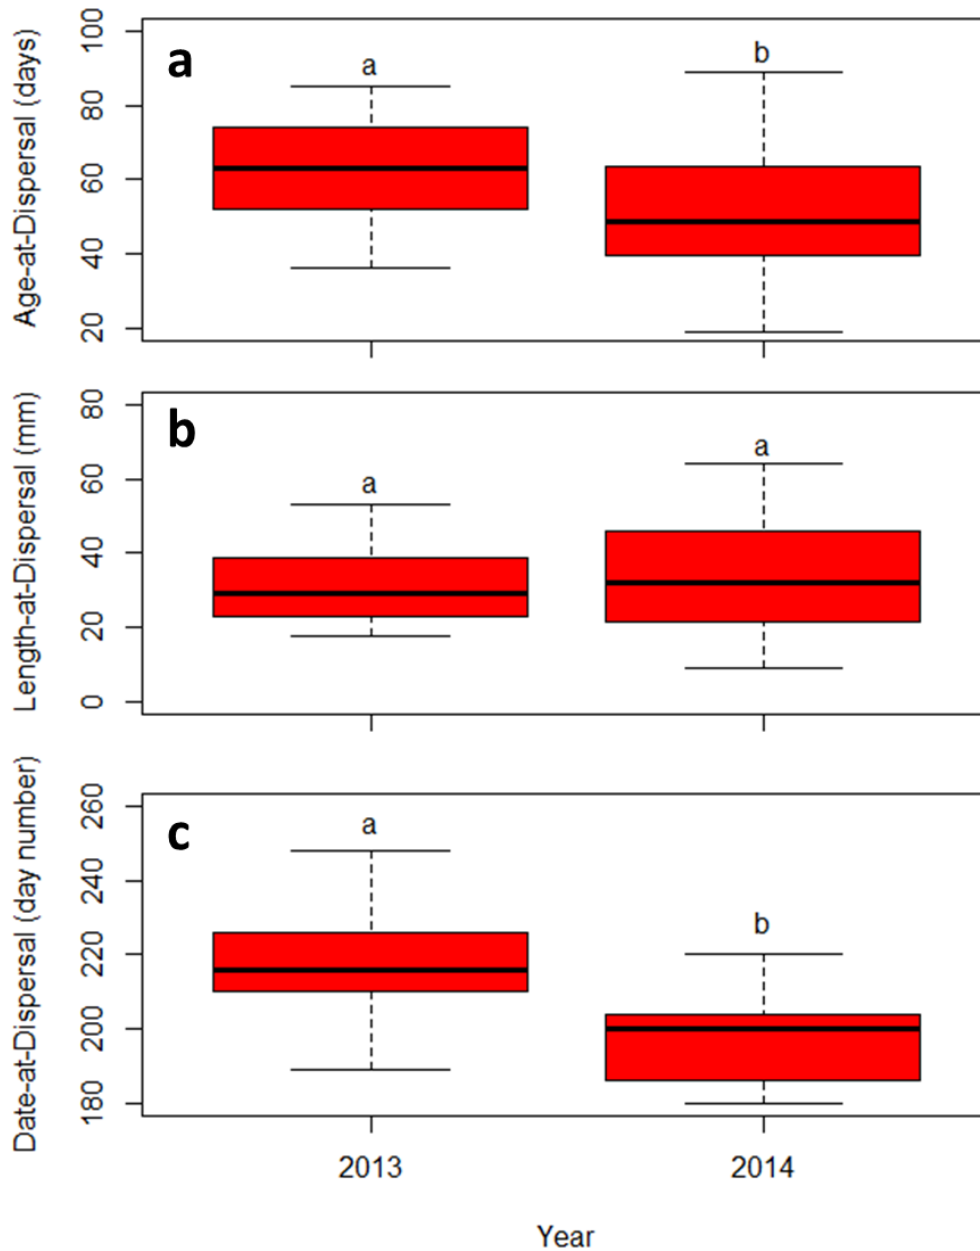 a
Age-at-Dispersal (days)
100
80
60
40
20
a
b
b
Length-at-Dispersal (mm)
80
60
40
20
0
a
a
c
Date-at-Dispersal (day number)
260
240
220
200
180
a
b
2013
2014
Year